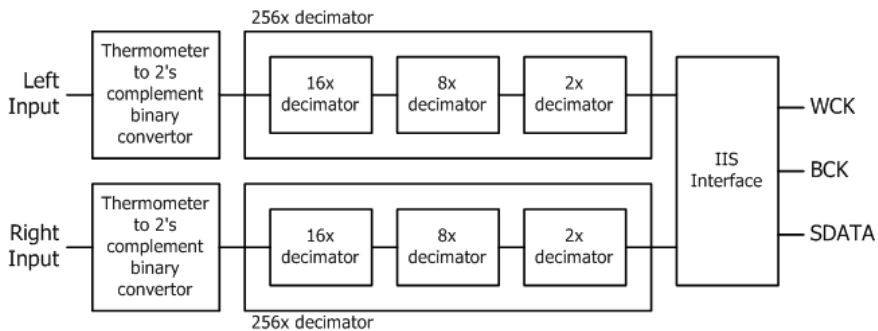 256x decimator
Thermometer
to 2's
complement
binary
convertor
Left
Input
16x
decimator
8x
decimator
2x
decimator
WCK
IIS
Interface
BCK
SDATA
Thermometer
to 2's
complement
binary
convertor
Right
Input
16x
decimator
8x
decimator
2x
decimator
256x decimator